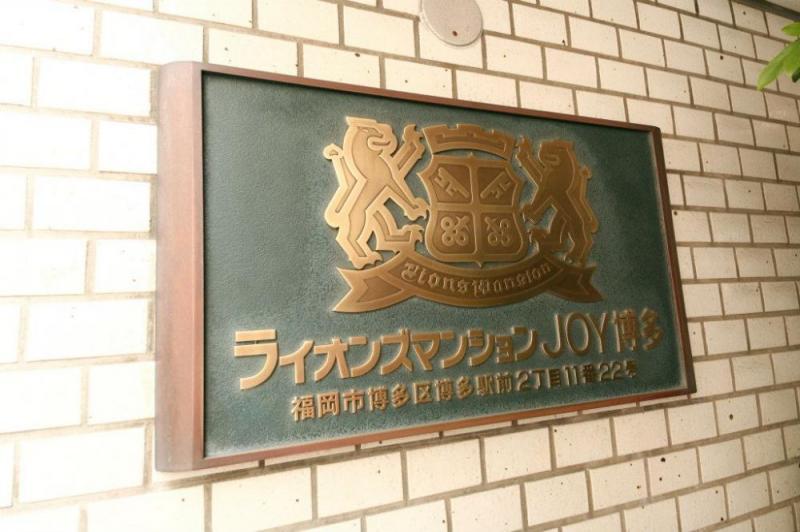 Lions Mansion
ライオンズマンションJOY博多
福岡市博多区博多駅前2丁目11番22号